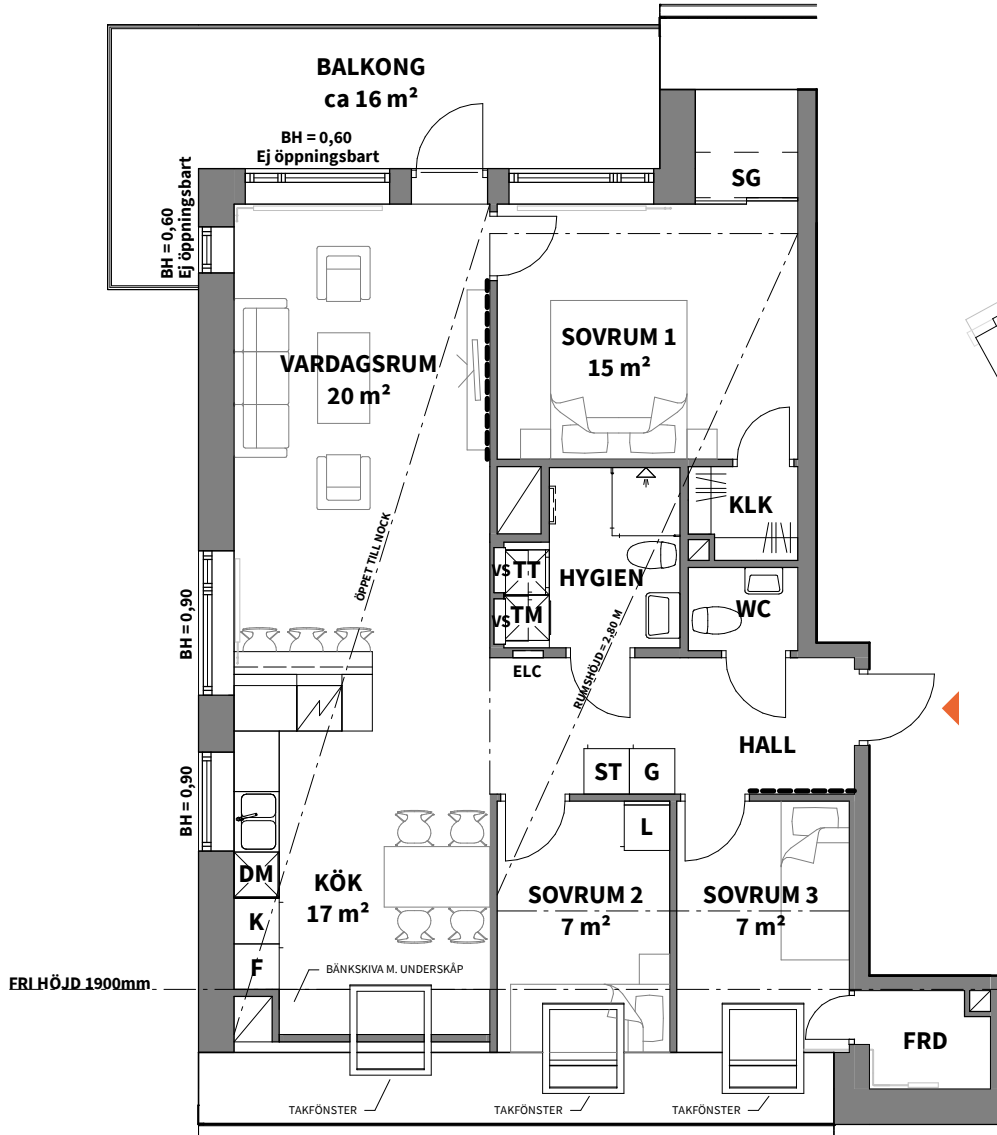 BALKONG
ca 16 m²
BH = 0,60
Ej öppningsbart
BH = 0,60
Ej öppningsbart
SG
SOVRUM 1
15 m²
VARDAGSRUM
20 m²
KLK
ÖPPET TILL NOCK
VS
TT
HYGIEN
VS
TM
WC
BH = 0,90
RUMSHÖJD = 2,80 M
ELC
HALL
ST
G
BH = 0,90
L
DM
KÖK
17 m²
SOVRUM 2
7 m²
SOVRUM 3
7 m²
K
F
BÄNKSKIVA M. UNDERSKÅP
FRI HÖJD 1900mm
FRD
TAKFÖNSTER
TAKFÖNSTER
TAKFÖNSTER